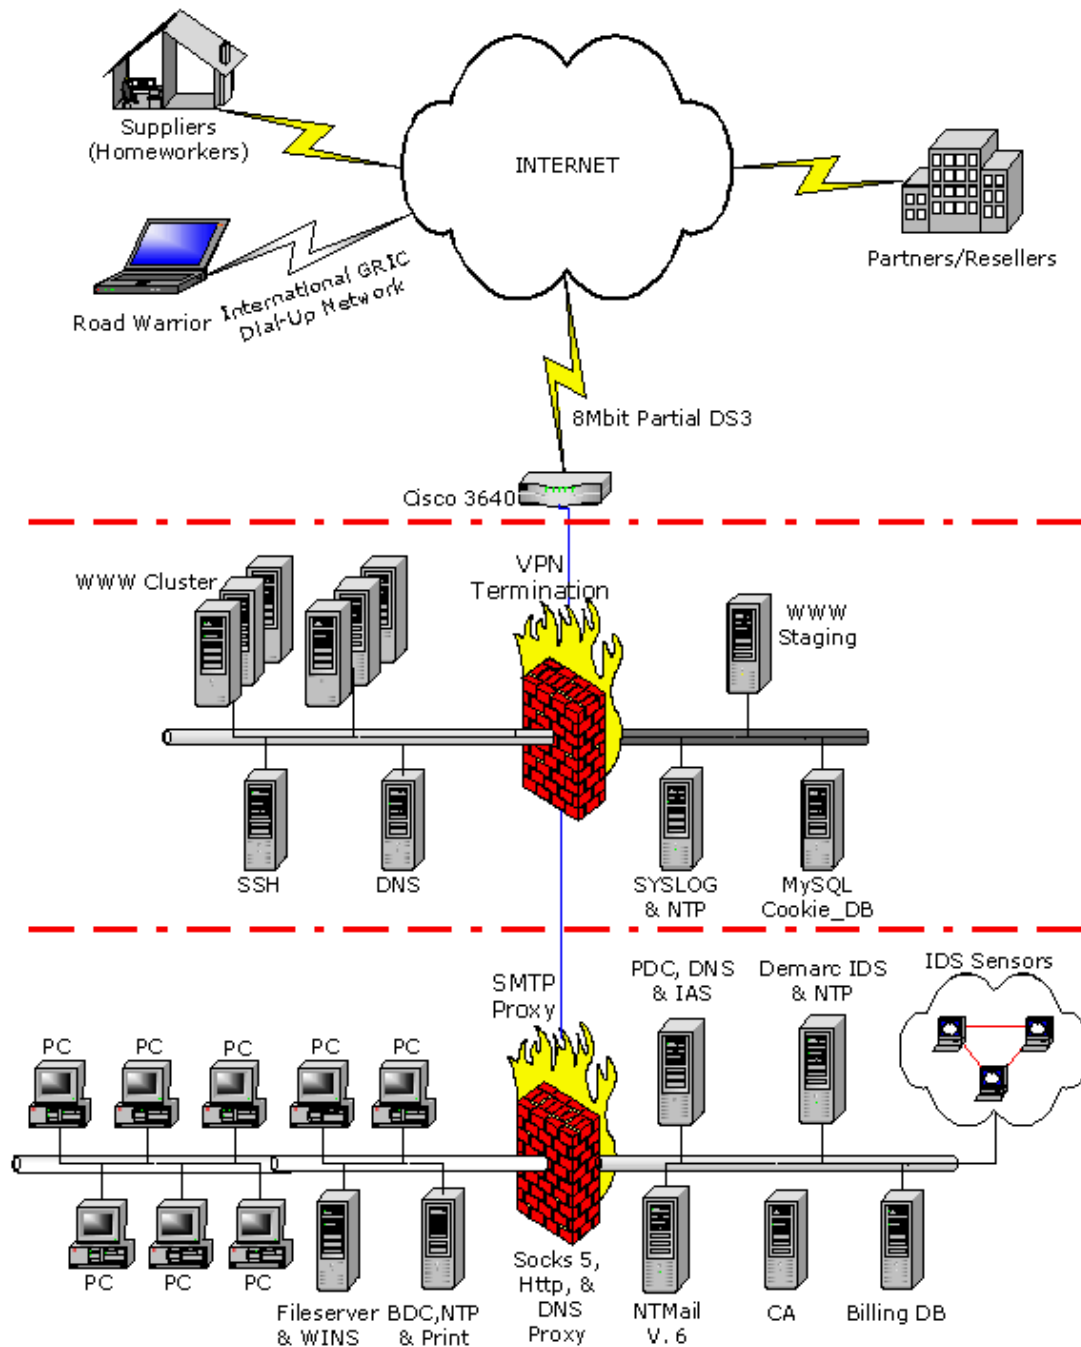 INTERNET
Suppliers
(Homeworkers)
Partners/Resellers
International GRIC
Dial-Up Network
Road Warrior
8Mbit Partial DS3
Cisco 3640
VPN
Termination
WWW Cluster
WWW
Staging
SSH
DNS
SYSLOG
& NTP
MySQL
Cookie_DB
SMTP
Proxy
PDC, DNS
& IAS
Demarc IDS
& NTP
IDS Sensors
PC
PC
PC
PC
PC
PC
PC
PC
Fileserver
& WINS
BDC,NTP
& Print
Socks 5,
Http, &
DNS
Proxy
NTMail
V. 6
CA
Billing DB